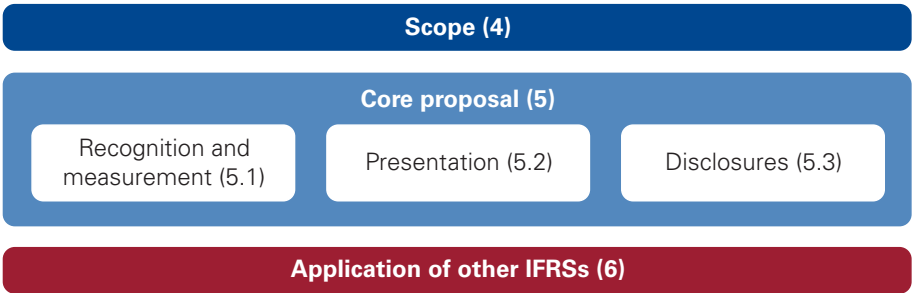 Scope (4)
Core proposal (5)
Recognition and
measurement (5.1)
Presentation (5.2)
Disclosures (5.3)
Application of other IFRSs (6)